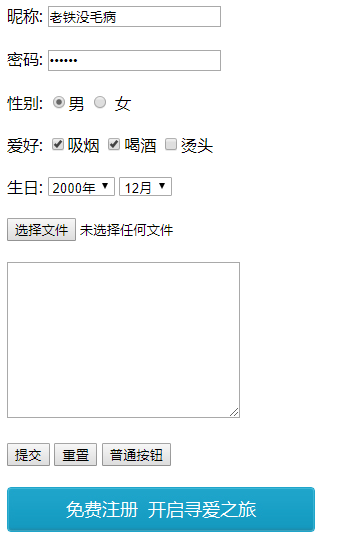 昵称: 老铁没毛病
密码: ••••••
性别: 男 女
爱好: 吸烟 喝酒 烫头
生日: 2000年 12月
选择文件 未选择任何文件
提交 重置 普通按钮
免费注册 开启寻爱之旅